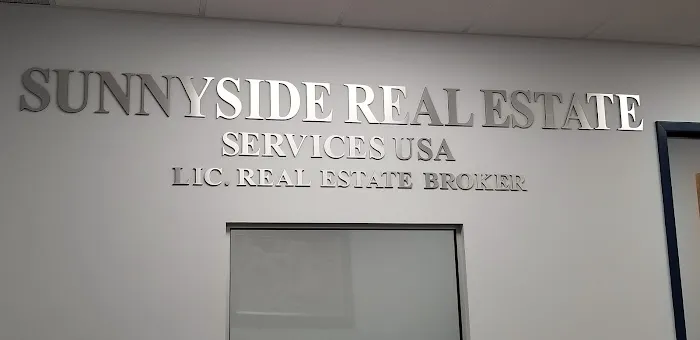 SUNNYSIDE REAL ESTATE
SERVICES USA
LIC. REAL ESTATE BROKER